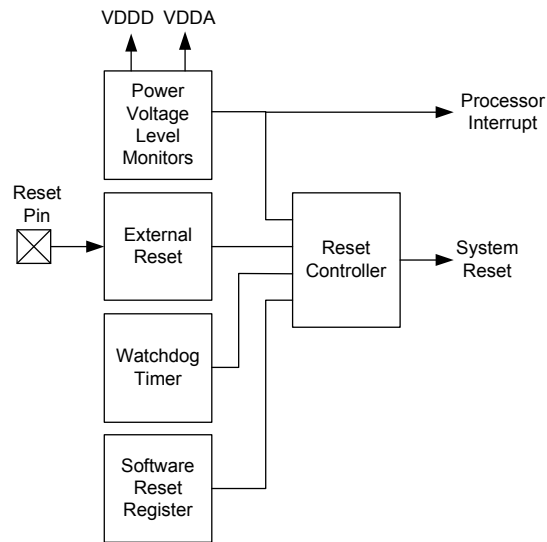 VDDD VDDA
Power
Voltage
Level
Monitors
Processor
Interrupt
Reset
Pin
External
Reset
Reset
Controller
System
Reset
Watchdog
Timer
Software
Reset
Register